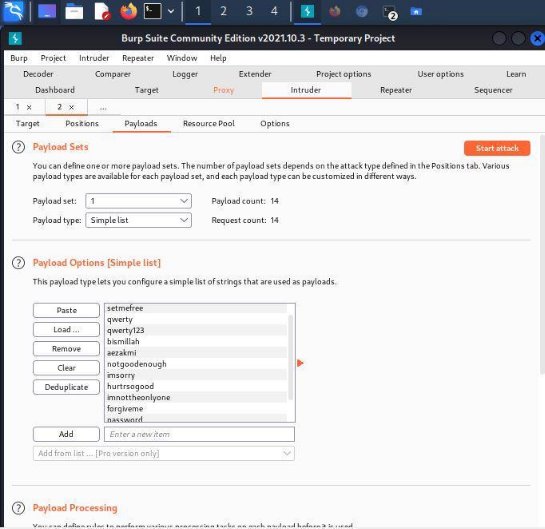 1 2 3 4 2
Burp Suite Community Edition v2021.10.3 - Temporary Project
Burp Project Intruder Repeater Window Help
Decoder Comparer Logger Extender Project options User options Learn
Dashboard Target Proxy Intruder Repeater Sequencer
1 × 2 × ...
Target Positions Payloads Resource Pool Options
? Payload Sets Start attack
You can define one or more payload sets. The number of payload sets depends on the attack type defined in the Positions tab. Various
payload types are available for each payload set, and each payload type can be customized in different ways.
Payload set: 1 Payload count: 14
Payload type: Simple list Request count: 14
? Payload Options [Simple list]
This payload type lets you configure a simple list of strings that are used as payloads.
Paste
Load ...
Remove
Clear
Deduplicate
setmefree
qwerty
qwerty123
bismillah
aezakmi
notgoodenough
imsorry
hurtrsogood
imnottheonlyone
forgiveme
password
Add Enter a new item
Add from list ... [Pro version only]
? Payload Processing
You can define rules to perform various processing tasks on each payload before it is used.